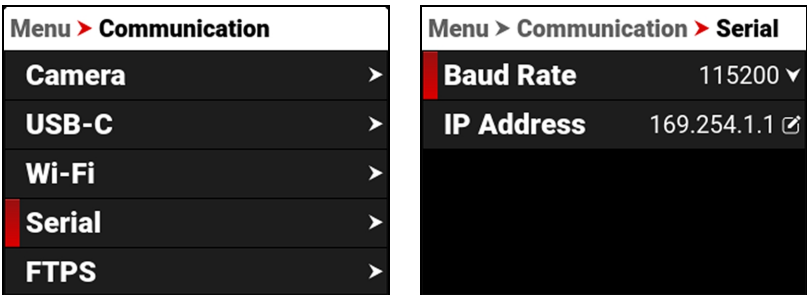 Menu ➤ Communication
Camera
USB-C
Wi-Fi
Serial
FTPS
Menu ➤ Communication ➤ Serial
Baud Rate 115200
IP Address 169.254.1.1